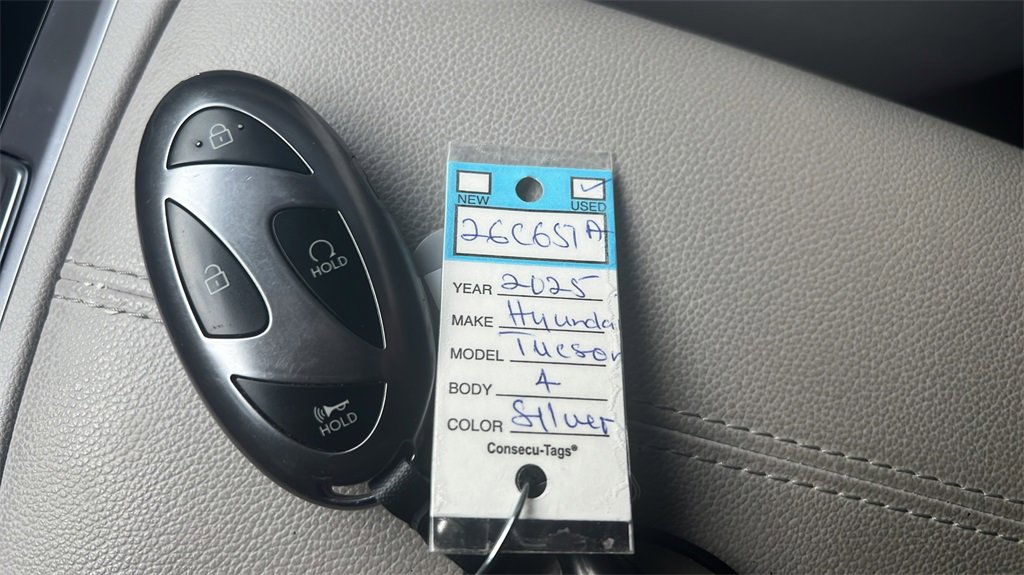 HOLD
HOLD
NEW USED
26C651A
YEAR 2025
MAKE Hyundai
MODEL Tucson
BODY 4
COLOR Silver
Consecu-Tags®